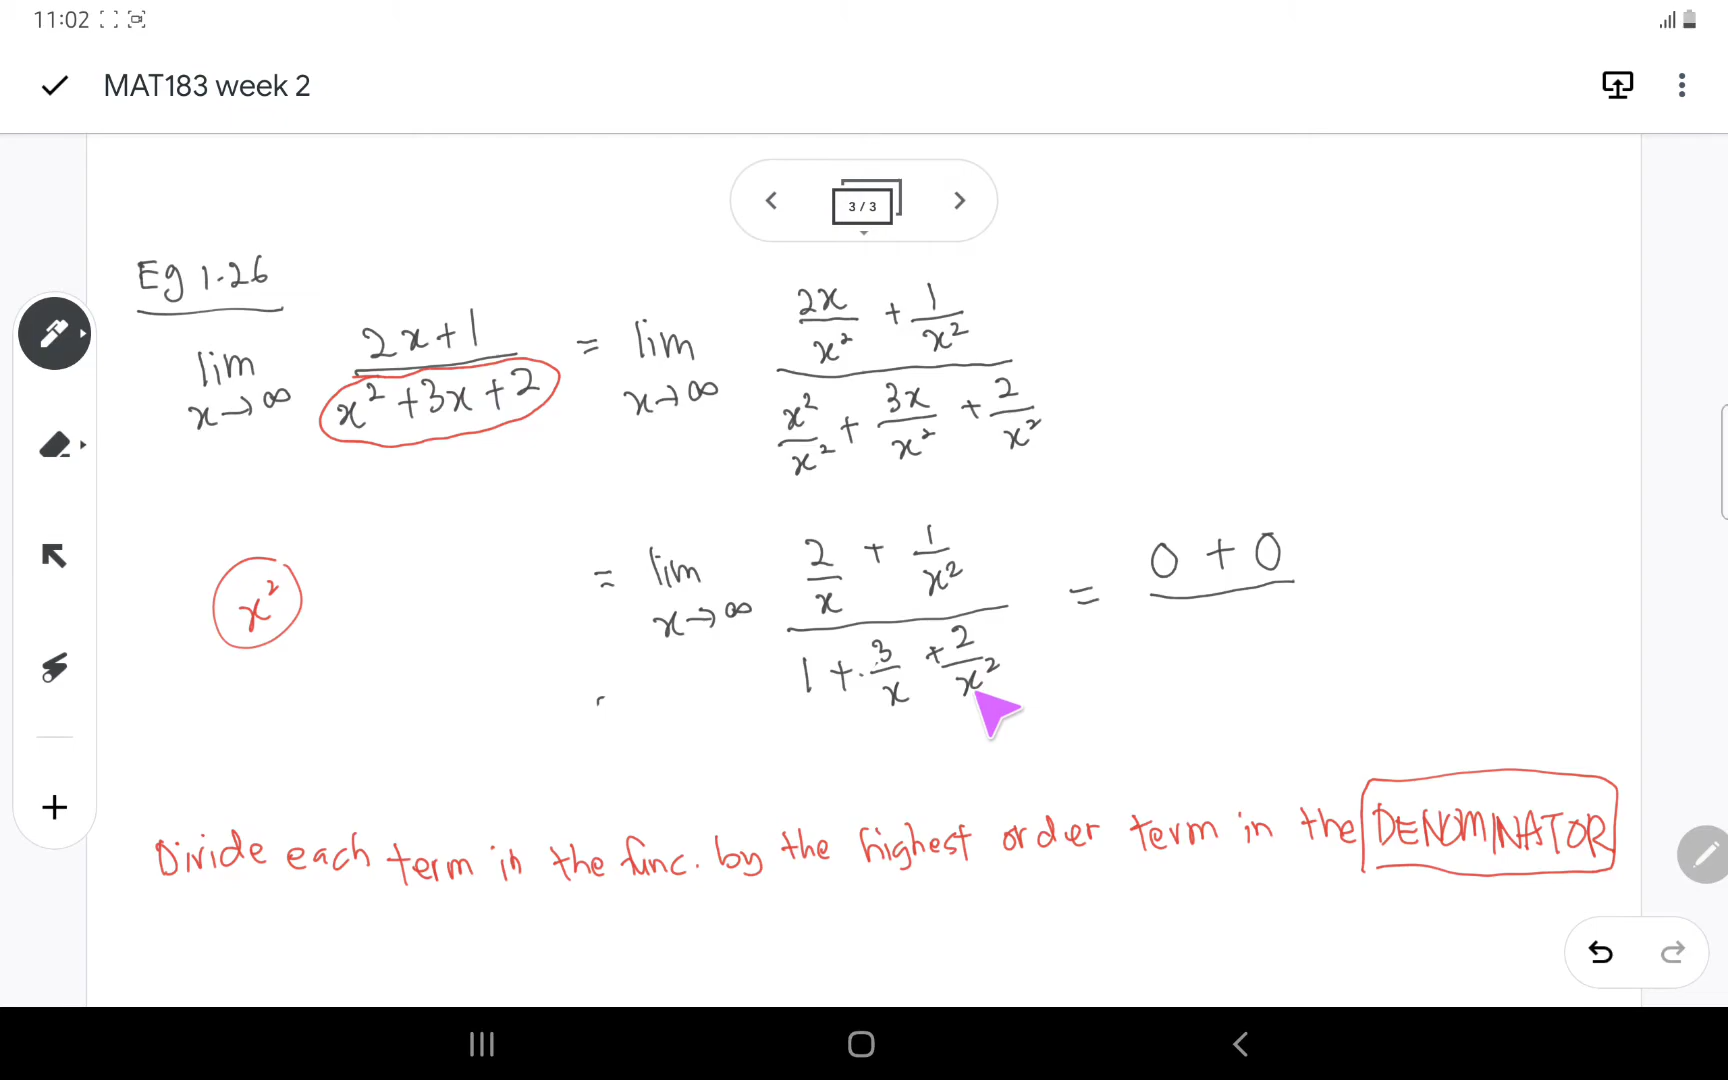 11:02
MAT183 week 2
3 / 3
Eg 1.26
lim x→∞ (2x+1)/(x²+3x+2) = lim x→∞ (2x/x² + 1/x²)/(x²/x² + 3x/x² + 2/x²)
x²
= lim x→∞ (2/x + 1/x²)/(1 + 3/x + 2/x²) = 0 + 0
Divide each term in the func. by the highest order term in the DENOMINATOR